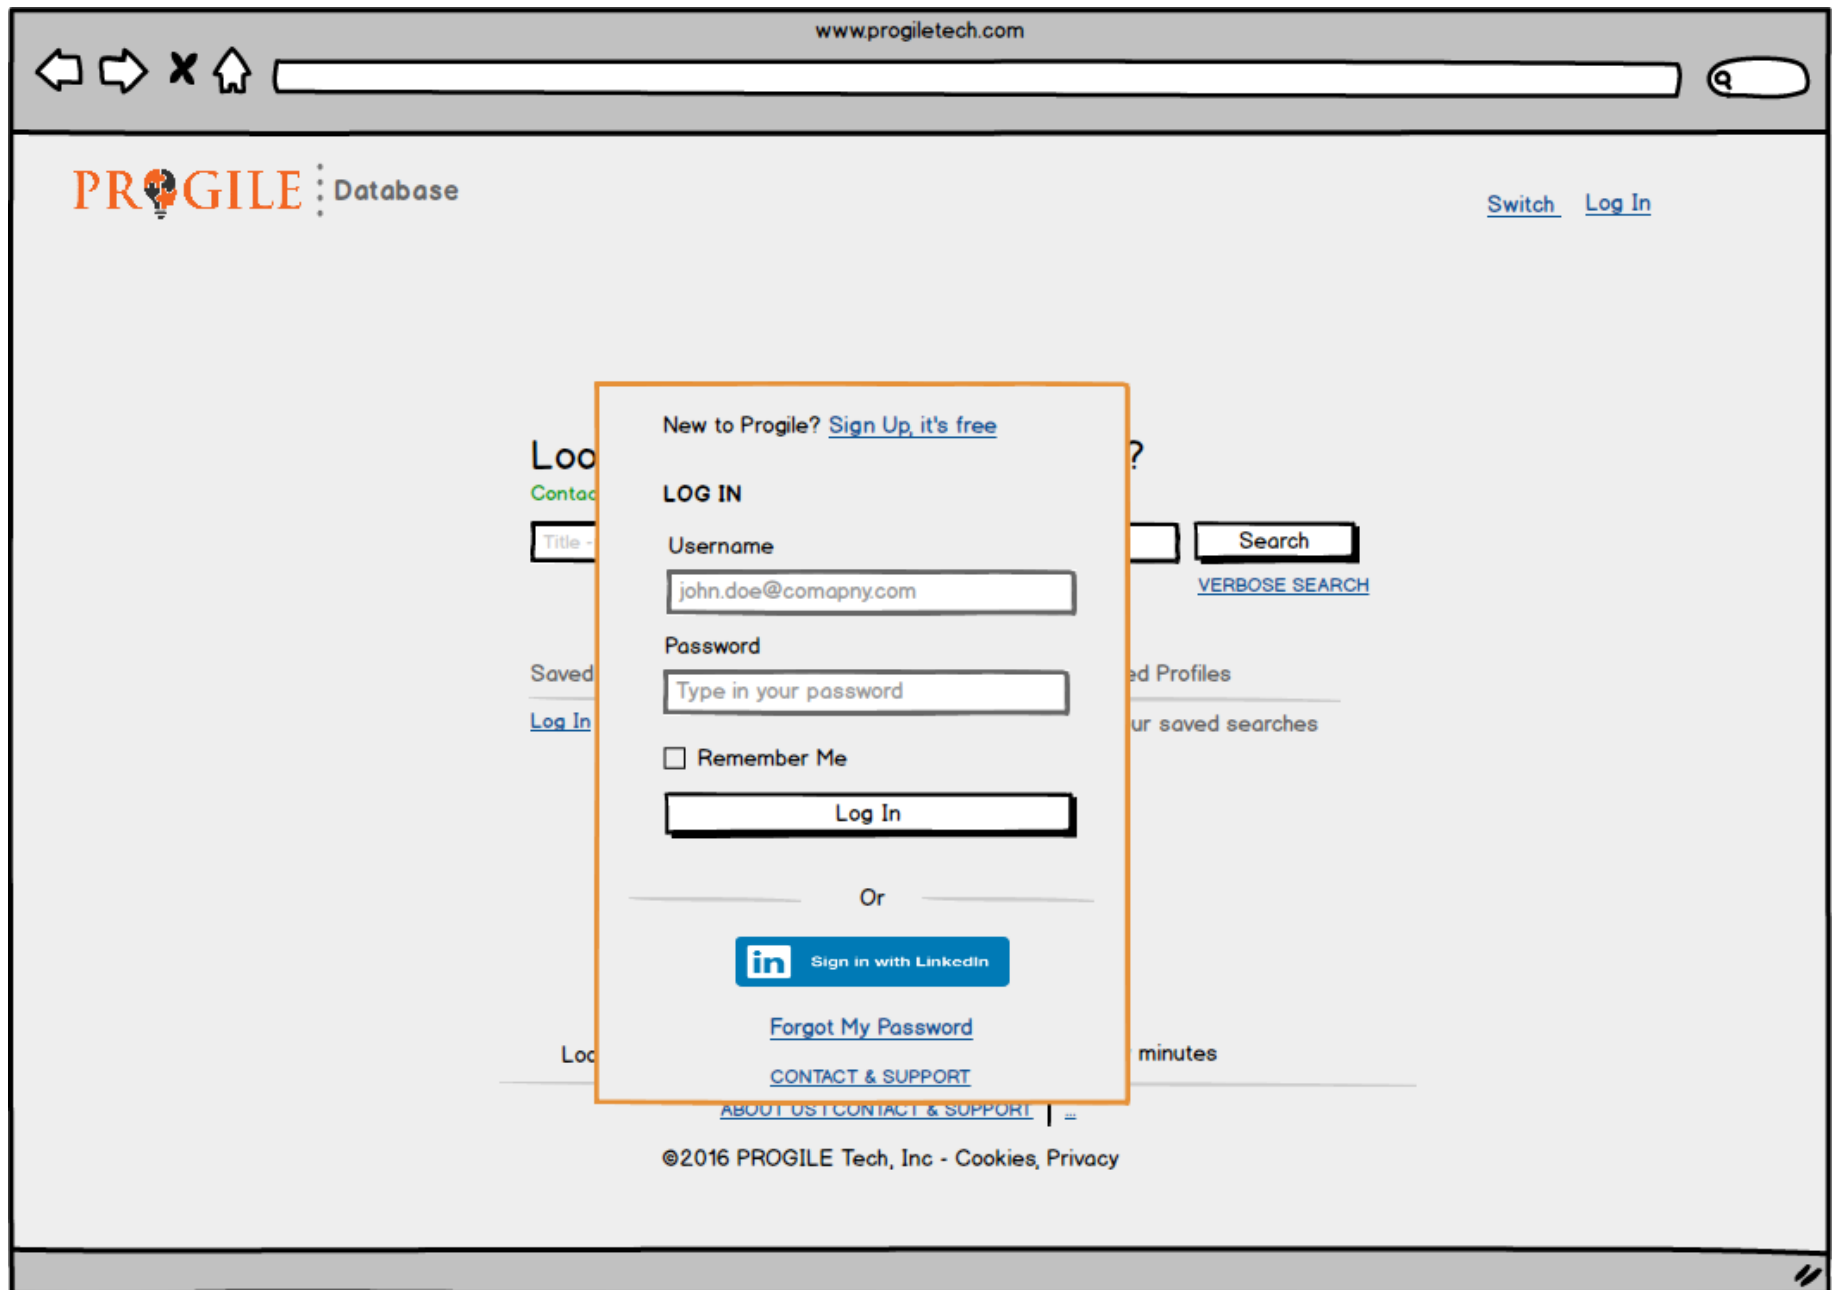 www.progiletech.com
PROGILE Database
Switch Log In
New to Progile? Sign Up, it's free
Loo ?
Contac
LOG IN
Title - Search
Username
john.doe@comapny.com
VERBOSE SEARCH
Password
Saved ed Profiles
Type in your password
Log In ur saved searches
Remember Me
Log In
Or
in Sign in with LinkedIn
Forgot My Password
Loo minutes
CONTACT & SUPPORT
ABOUT US | CONTACT & SUPPORT | ...
©2016 PROGILE Tech, Inc - Cookies, Privacy